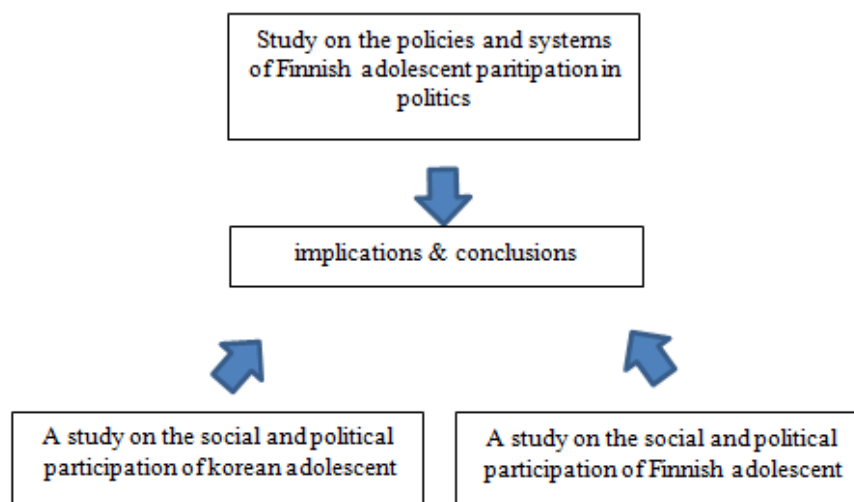 Study on the policies and systems
of Finnish adolescent paritipation in
politics
implications & conclusions
A study on the social and political
participation of korean adolescent
A study on the social and political
participation of Finnish adolescent